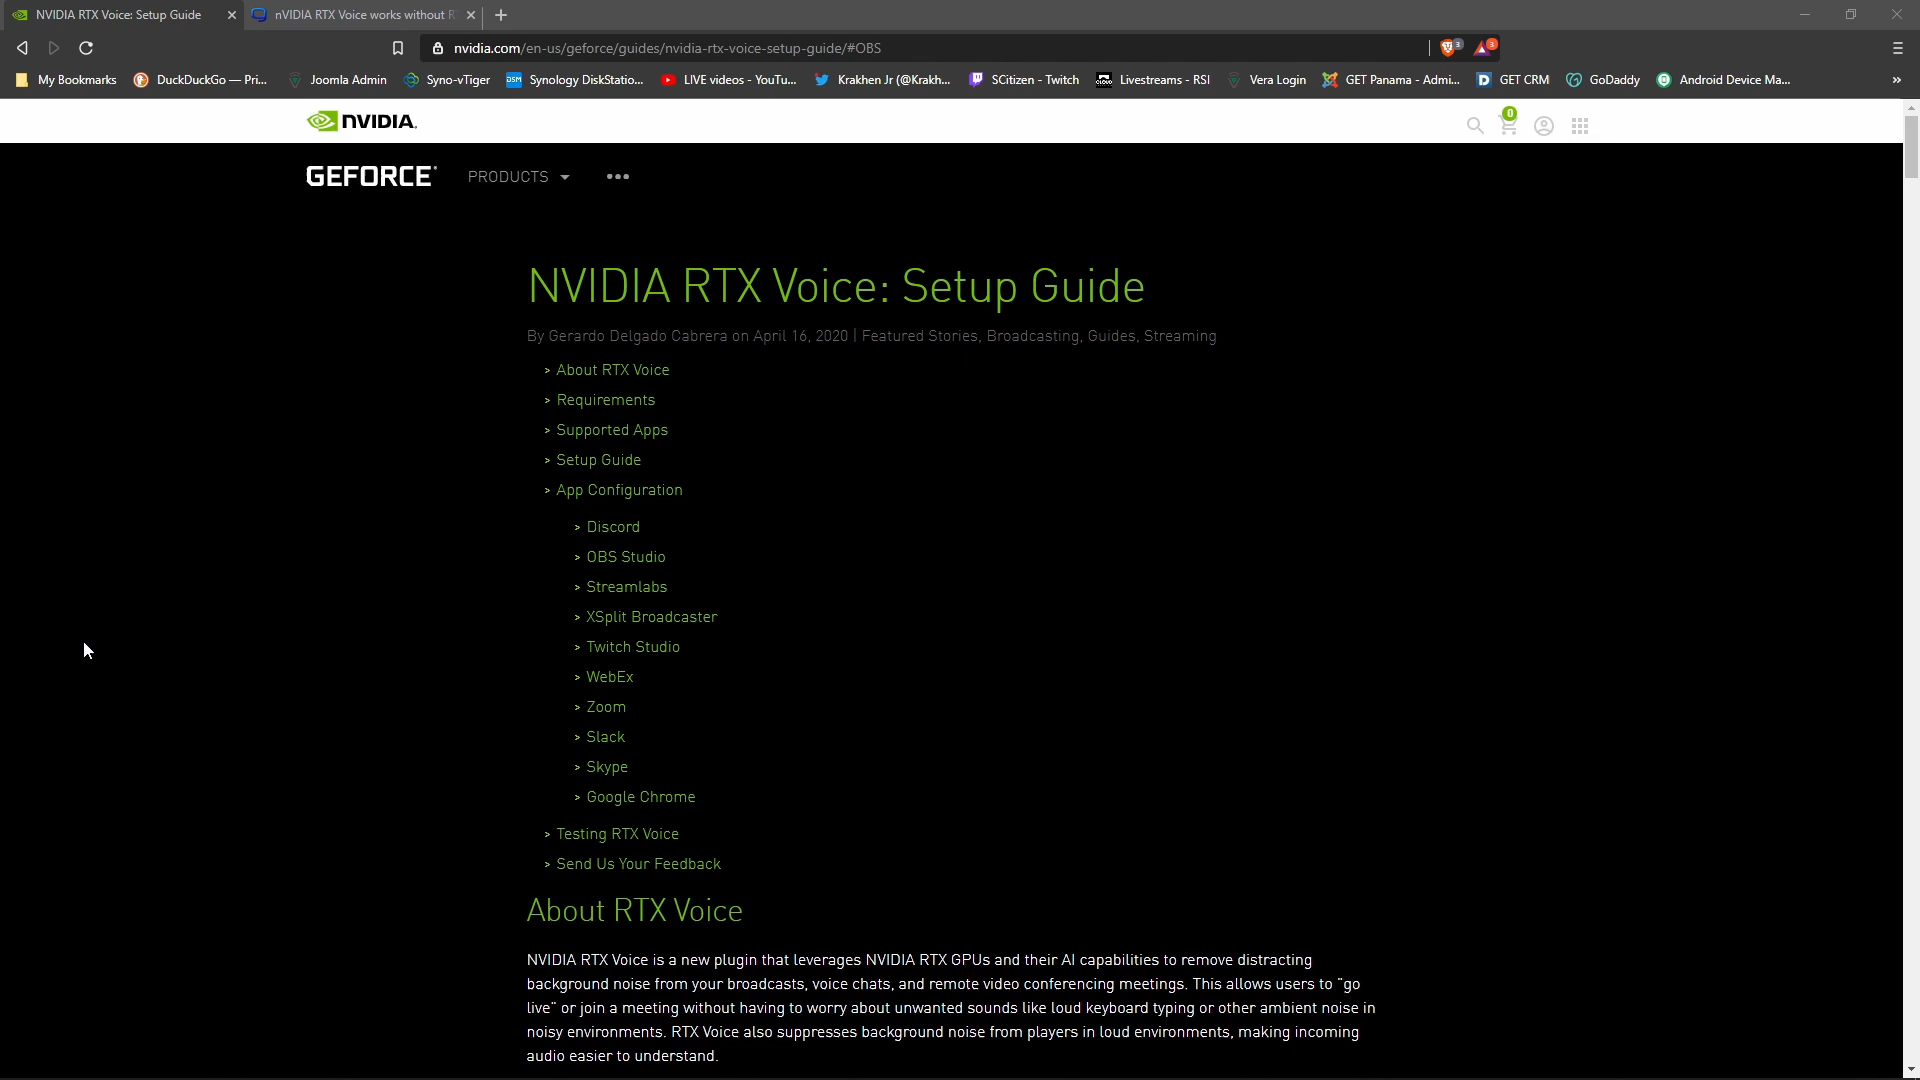 NVIDIA RTX Voice: Setup Guide
nVIDIA RTX Voice works without R
nvidia.com/en-us/geforce/guides/nvidia-rtx-voice-setup-guide/#OBS
3
3
My Bookmarks
DuckDuckGo — Pri...
Joomla Admin
Syno-vTiger
DSM
Synology DiskStatio...
LIVE videos - YouTu...
Krakhen Jr (@Krakh...
SCitizen - Twitch
Livestreams - RSI
Vera Login
GET Panama - Admi...
GET CRM
GoDaddy
Android Device Ma...
»
NVIDIA.
0
GEFORCE
PRODUCTS
•••
NVIDIA RTX Voice: Setup Guide
By Gerardo Delgado Cabrera on April 16, 2020 | Featured Stories, Broadcasting, Guides, Streaming
> About RTX Voice
> Requirements
> Supported Apps
> Setup Guide
> App Configuration
> Discord
> OBS Studio
> Streamlabs
> XSplit Broadcaster
> Twitch Studio
> WebEx
> Zoom
> Slack
> Skype
> Google Chrome
> Testing RTX Voice
> Send Us Your Feedback
About RTX Voice
NVIDIA RTX Voice is a new plugin that leverages NVIDIA RTX GPUs and their AI capabilities to remove distracting
background noise from your broadcasts, voice chats, and remote video conferencing meetings. This allows users to "go
live" or join a meeting without having to worry about unwanted sounds like loud keyboard typing or other ambient noise in
noisy environments. RTX Voice also suppresses background noise from players in loud environments, making incoming
audio easier to understand.